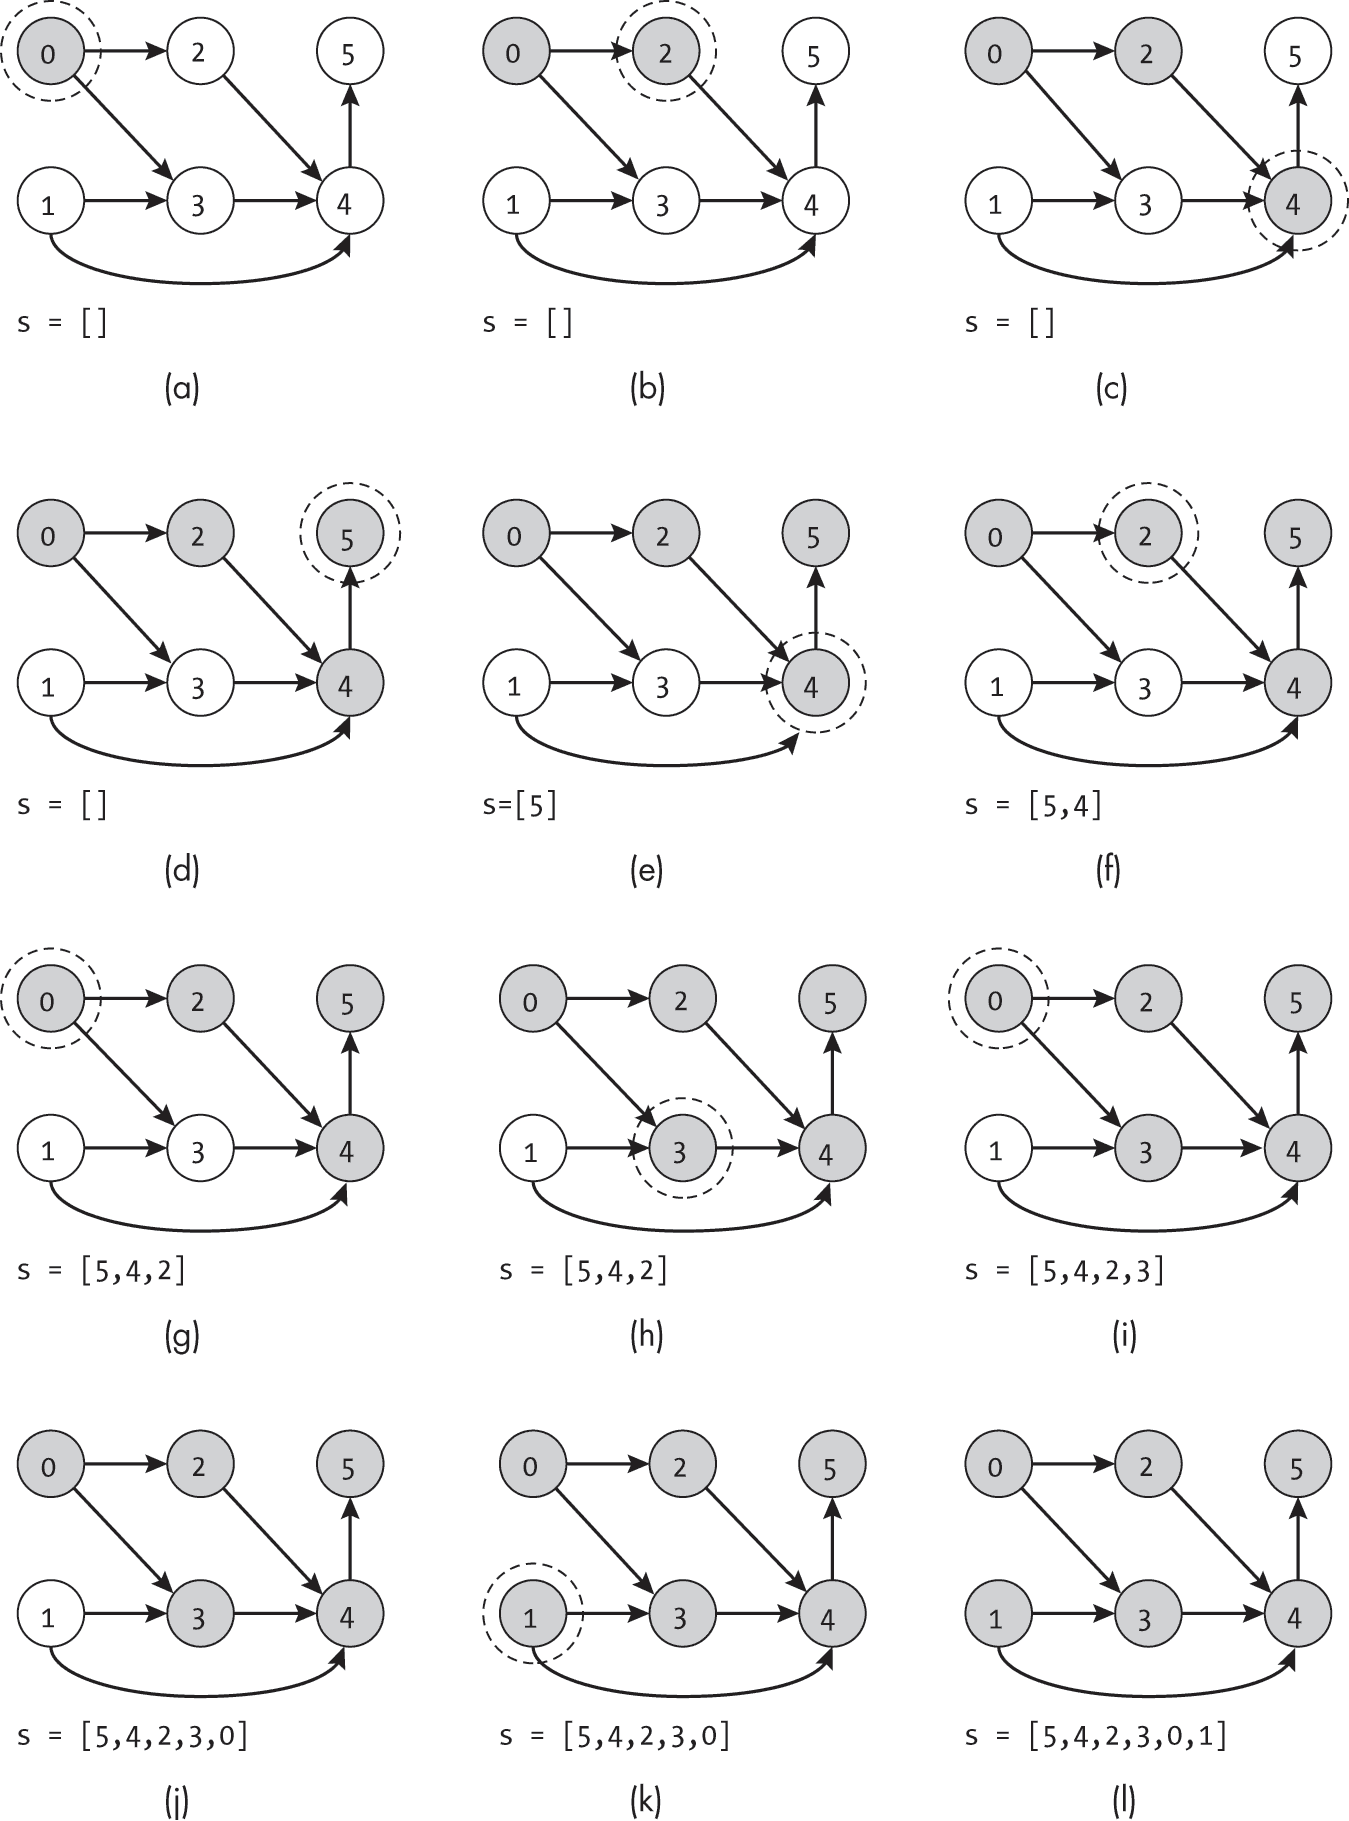 0 2 5
1 3 4
s = []
(a)
0 2 5
1 3 4
s = []
(b)
0 2 5
1 3 4
s = []
(c)
0 2 5
1 3 4
s = []
(d)
0 2 5
1 3 4
s=[5]
(e)
0 2 5
1 3 4
s = [5,4]
(f)
0 2 5
1 3 4
s = [5,4,2]
(g)
0 2 5
1 3 4
s = [5,4,2]
(h)
0 2 5
1 3 4
s = [5,4,2,3]
(i)
0 2 5
1 3 4
s = [5,4,2,3,0]
(j)
0 2 5
1 3 4
s = [5,4,2,3,0]
(k)
0 2 5
1 3 4
s = [5,4,2,3,0,1]
(l)